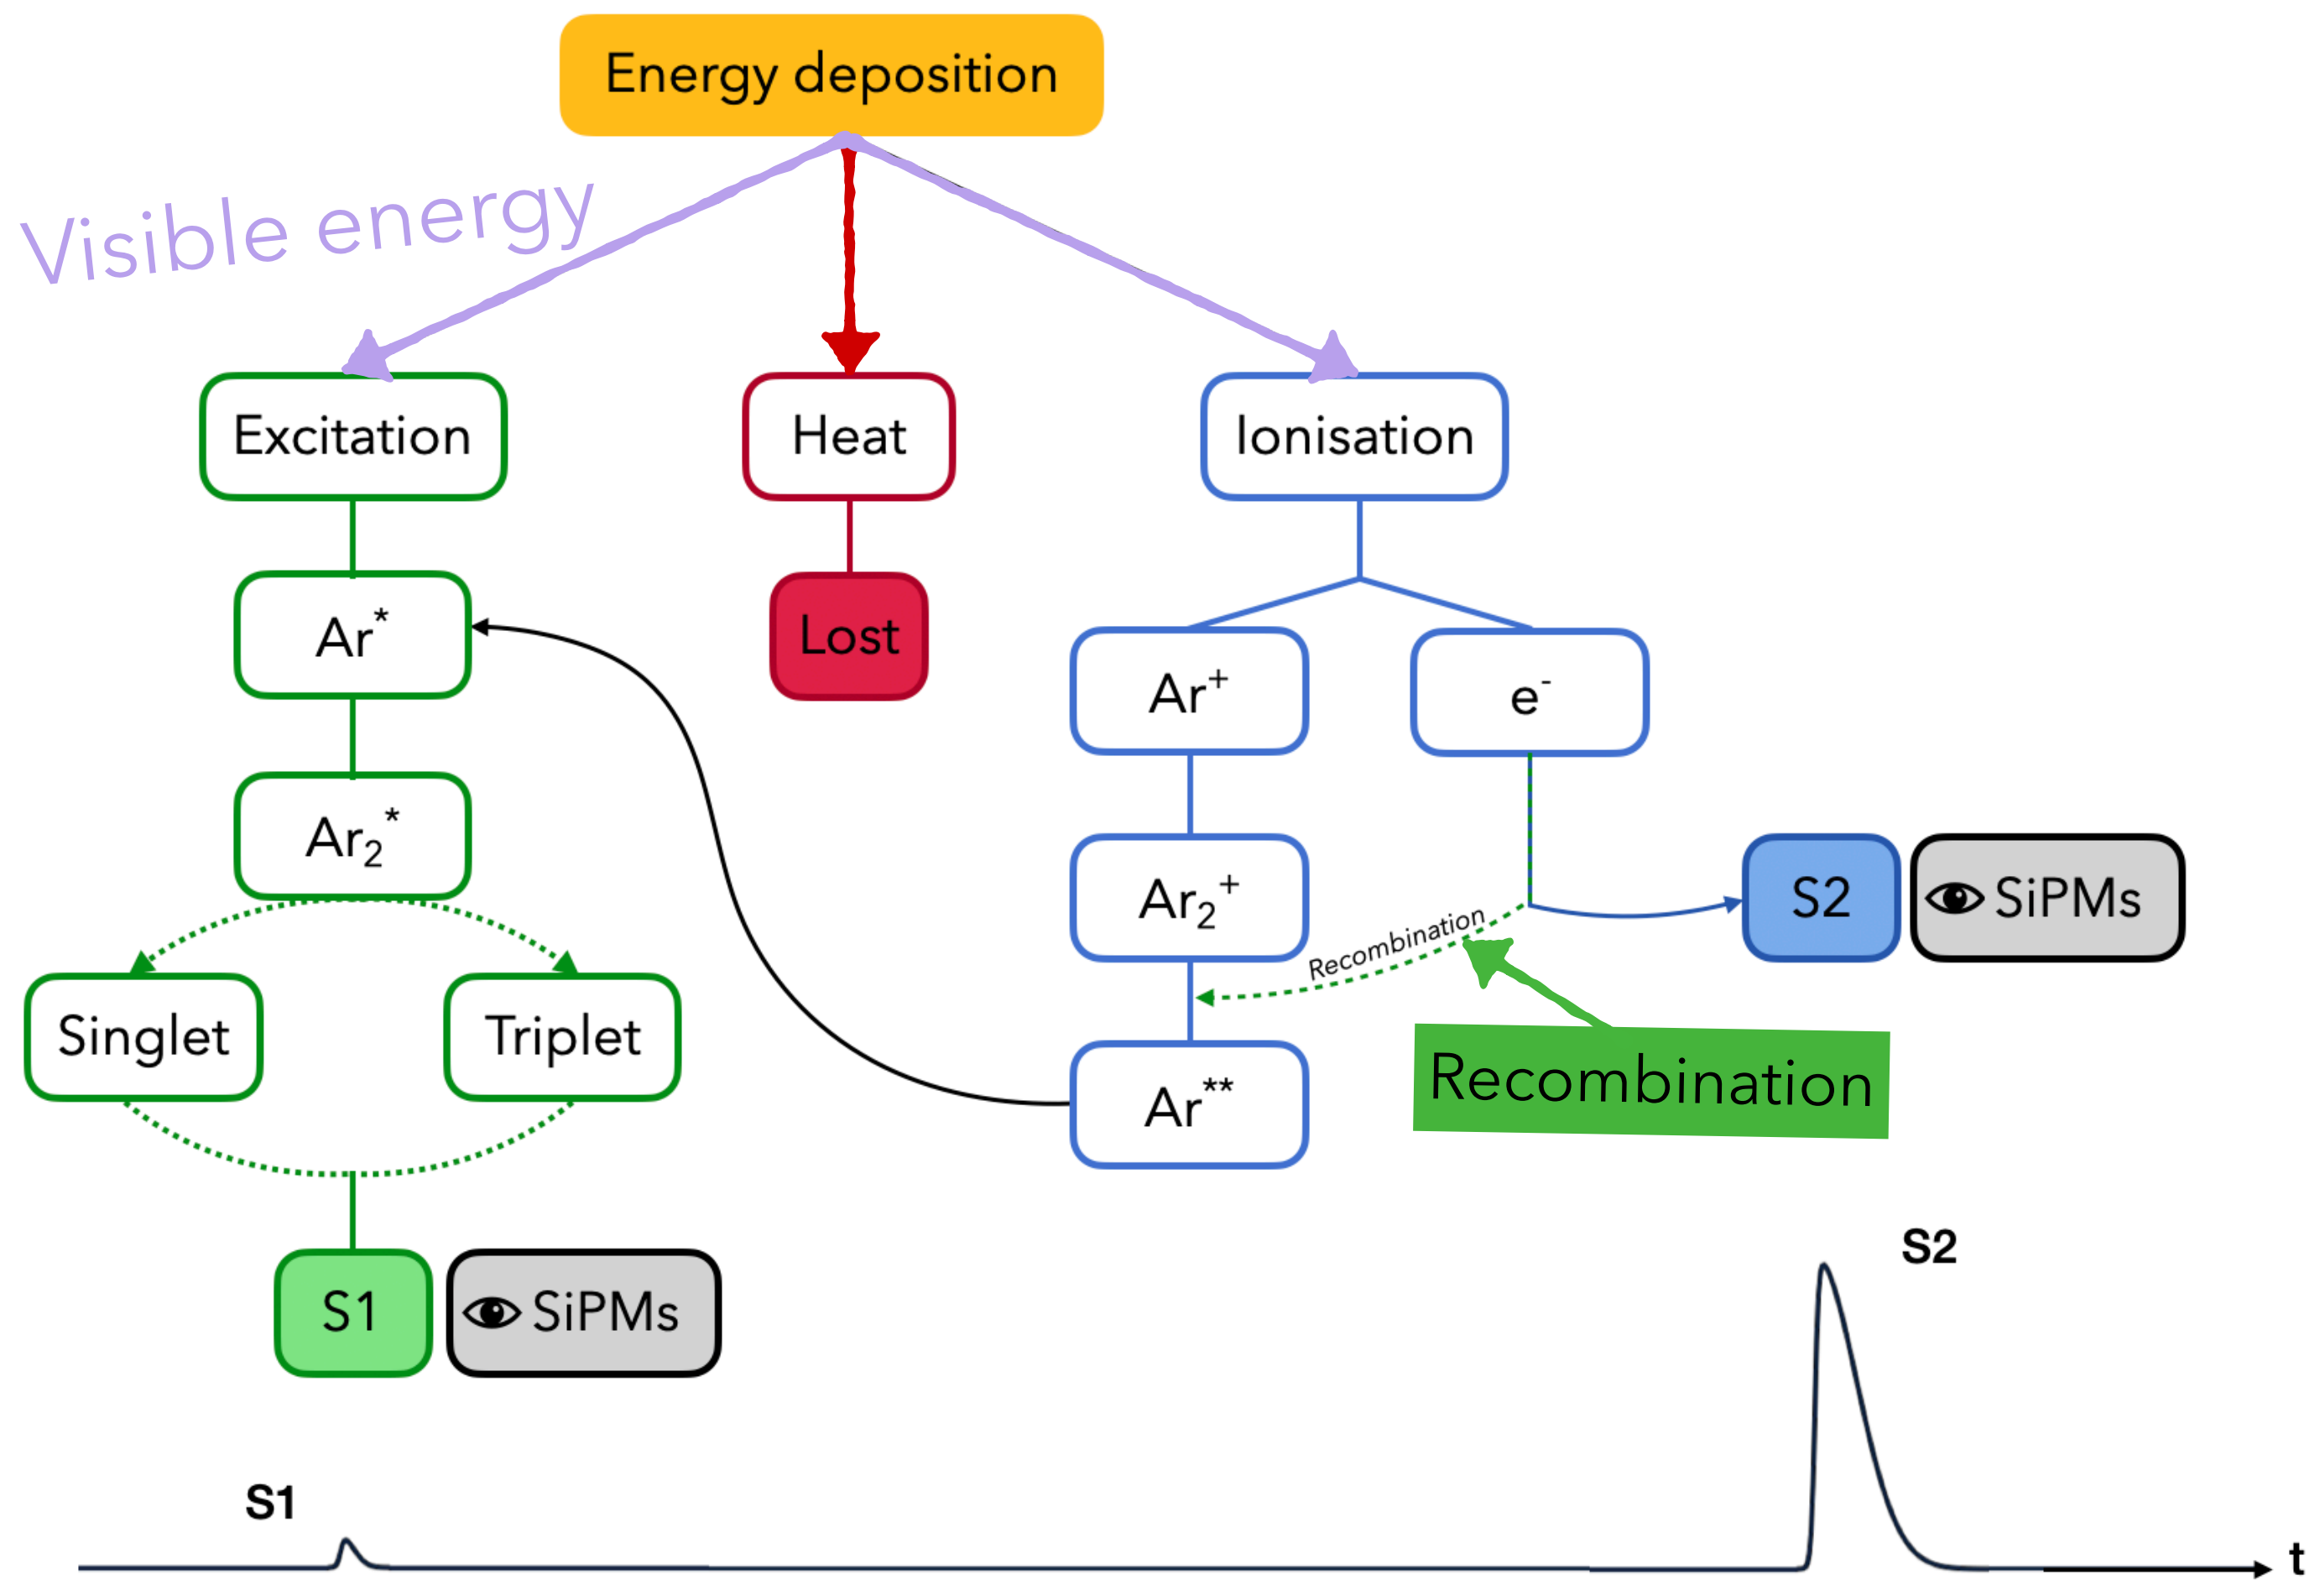 Energy deposition
Visible energy
Excitation
Heat
Ionisation
Ar*
Lost
Ar⁺
e⁻
Ar₂*
Ar₂⁺
S2
SiPMs
Recombination
Singlet
Triplet
Recombination
Ar**
S1
SiPMs
S2
S1
t